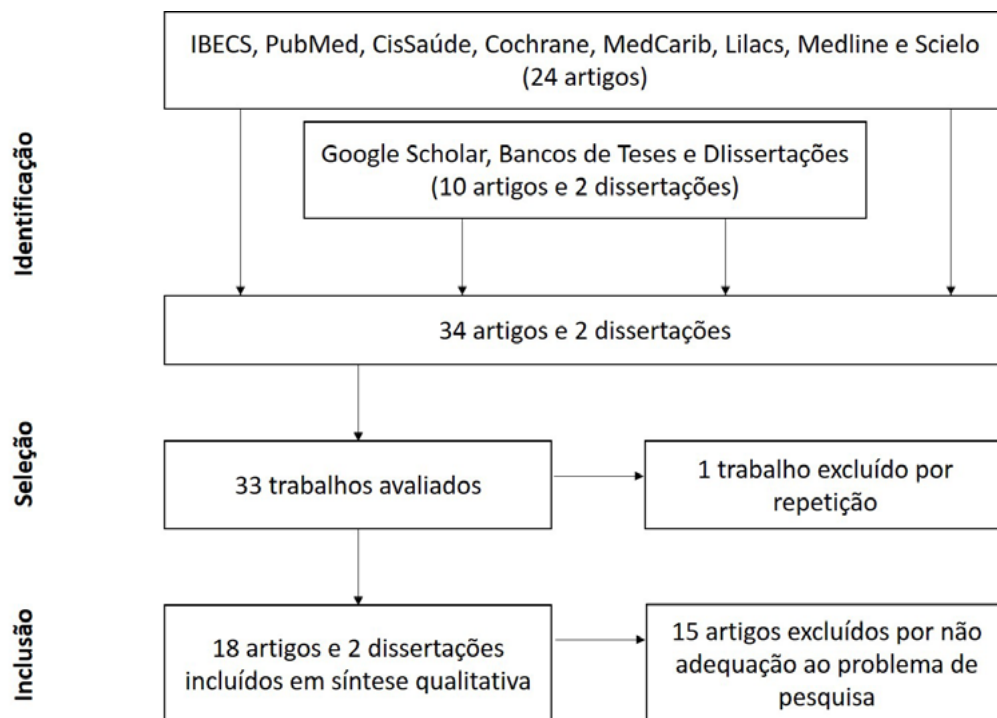 IBECS, PubMed, CisSaúde, Cochrane, MedCarib, Lilacs, Medline e Scielo
(24 artigos)
Identificação
Google Scholar, Bancos de Teses e DIissertações
(10 artigos e 2 dissertações)
34 artigos e 2 dissertações
Seleção
33 trabalhos avaliados
1 trabalho excluído por
repetição
Inclusão
18 artigos e 2 dissertações
incluídos em síntese qualitativa
15 artigos excluídos por não
adequação ao problema de
pesquisa